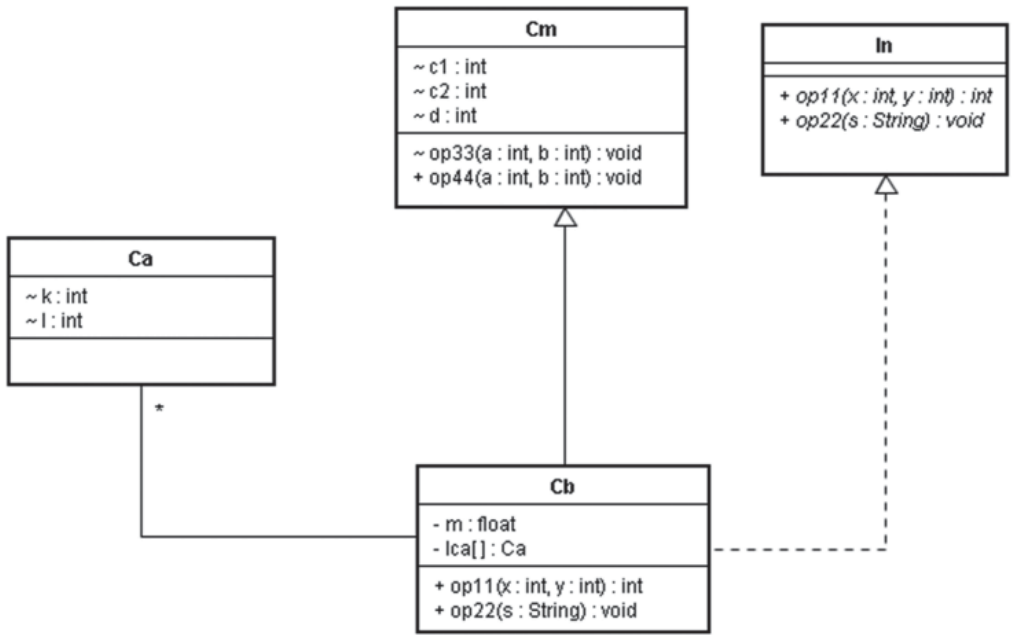 Cm
~ c1 : int
~ c2 : int
~ d : int
~ op33(a : int, b : int) : void
+ op44(a : int, b : int) : void
In
+ op11(x : int, y : int) : int
+ op22(s : String) : void
Ca
~ k : int
~ l : int
*
Cb
- m : float
- lca[ ] : Ca
+ op11(x : int, y : int) : int
+ op22(s : String) : void